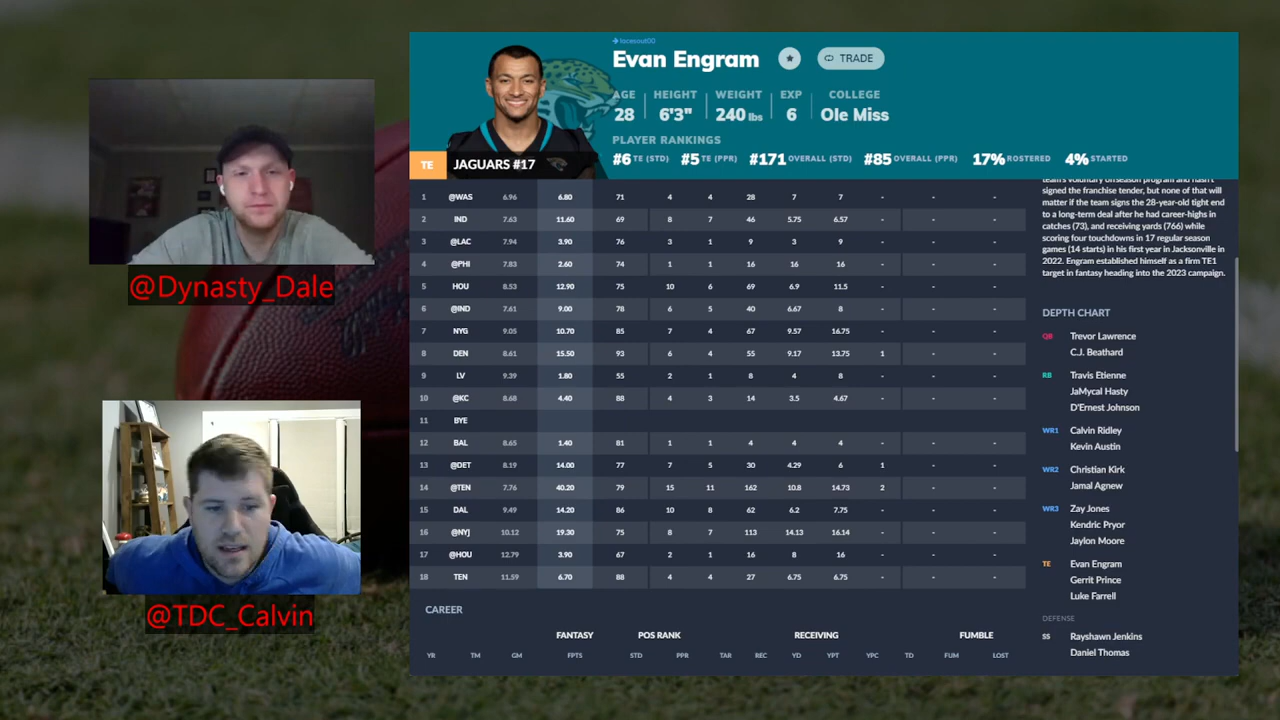 @Dynasty_Dale
@TDC_Calvin
Evan Engram
TRADE
AGE HEIGHT WEIGHT EXP COLLEGE
28 6'3" 240 lbs 6 Ole Miss
PLAYER RANKINGS
#6 TE (STD) #5 TE (PPR) #171 OVERALL (STD) #85 OVERALL (PPR) 17% ROSTERED 4% STARTED
TE JAGUARS #17
1 @WAS 6.96 6.80 71 4 4 28 7 7 - - -
2 IND 7.63 11.60 69 8 7 46 5.75 6.57 - - -
3 @LAC 7.94 3.90 76 3 1 9 3 9 - - -
4 @PHI 7.83 2.60 74 1 1 16 16 16 - - -
5 HOU 8.53 12.90 75 10 6 69 6.9 11.5 - - -
6 @IND 7.61 9.00 78 6 5 40 6.67 8 - - -
7 NYG 9.05 10.70 85 7 4 67 9.57 16.75 - - -
8 DEN 8.61 15.50 93 6 4 55 9.17 13.75 1 - -
9 LV 9.39 1.80 55 2 1 8 4 8 - - -
10 @KC 8.68 4.40 88 4 3 14 3.5 4.67 - - -
11 BYE
12 BAL 8.65 1.40 81 1 1 4 4 4 - - -
13 @DET 8.19 14.00 77 7 5 30 4.29 6 1 - -
14 @TEN 7.76 40.20 79 15 11 162 10.8 14.73 2 - -
15 DAL 9.49 14.20 86 10 8 62 6.2 7.75 - - -
16 @NYJ 10.12 19.30 75 8 7 113 14.13 16.14 - - -
17 @HOU 12.79 3.90 67 2 1 16 8 16 - - -
18 TEN 11.59 6.70 88 4 4 27 6.75 6.75 - - -
CAREER
FANTASY POS RANK RECEIVING FUMBLE
YR TM GM FPTS STD PPR TAR REC YD YPT YPC TD FUM LOST
team's voluntary offseason program and hasn't
signed the franchise tender, but none of that will
matter if the team signs the 28-year-old tight end
to a long-term deal after he had career-highs in
catches (73), and receiving yards (766) while
scoring four touchdowns in 17 regular season
games (14 starts) in his first year in Jacksonville in
2022. Engram established himself as a firm TE1
target in fantasy heading into the 2023 campaign.
DEPTH CHART
QB Trevor Lawrence
C.J. Beathard
RB Travis Etienne
JaMycal Hasty
D'Ernest Johnson
WR1 Calvin Ridley
Kevin Austin
WR2 Christian Kirk
Jamal Agnew
WR3 Zay Jones
Kendric Pryor
Jaylon Moore
TE Evan Engram
Gerrit Prince
Luke Farrell
DEFENSE
SS Rayshawn Jenkins
Daniel Thomas